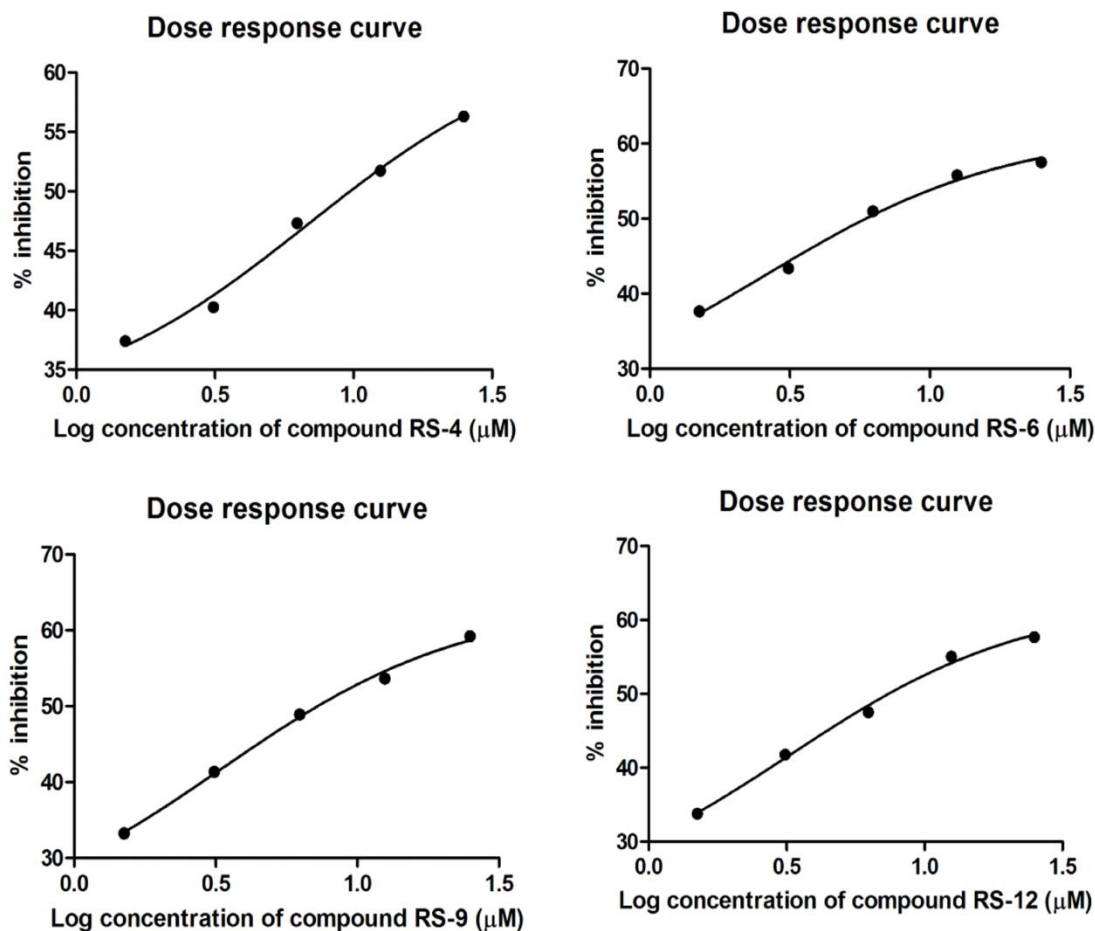 Dose response curve
60
55
50
45
40
35
% inhibition
0.0 0.5 1.0 1.5
Log concentration of compound RS-4 (μM)
Dose response curve
70
60
50
40
30
% inhibition
0.0 0.5 1.0 1.5
Log concentration of compound RS-6 (μM)
Dose response curve
70
60
50
40
30
% inhibition
0.0 0.5 1.0 1.5
Log concentration of compound RS-9 (μM)
Dose response curve
70
60
50
40
30
% inhibition
0.0 0.5 1.0 1.5
Log concentration of compound RS-12 (μM)